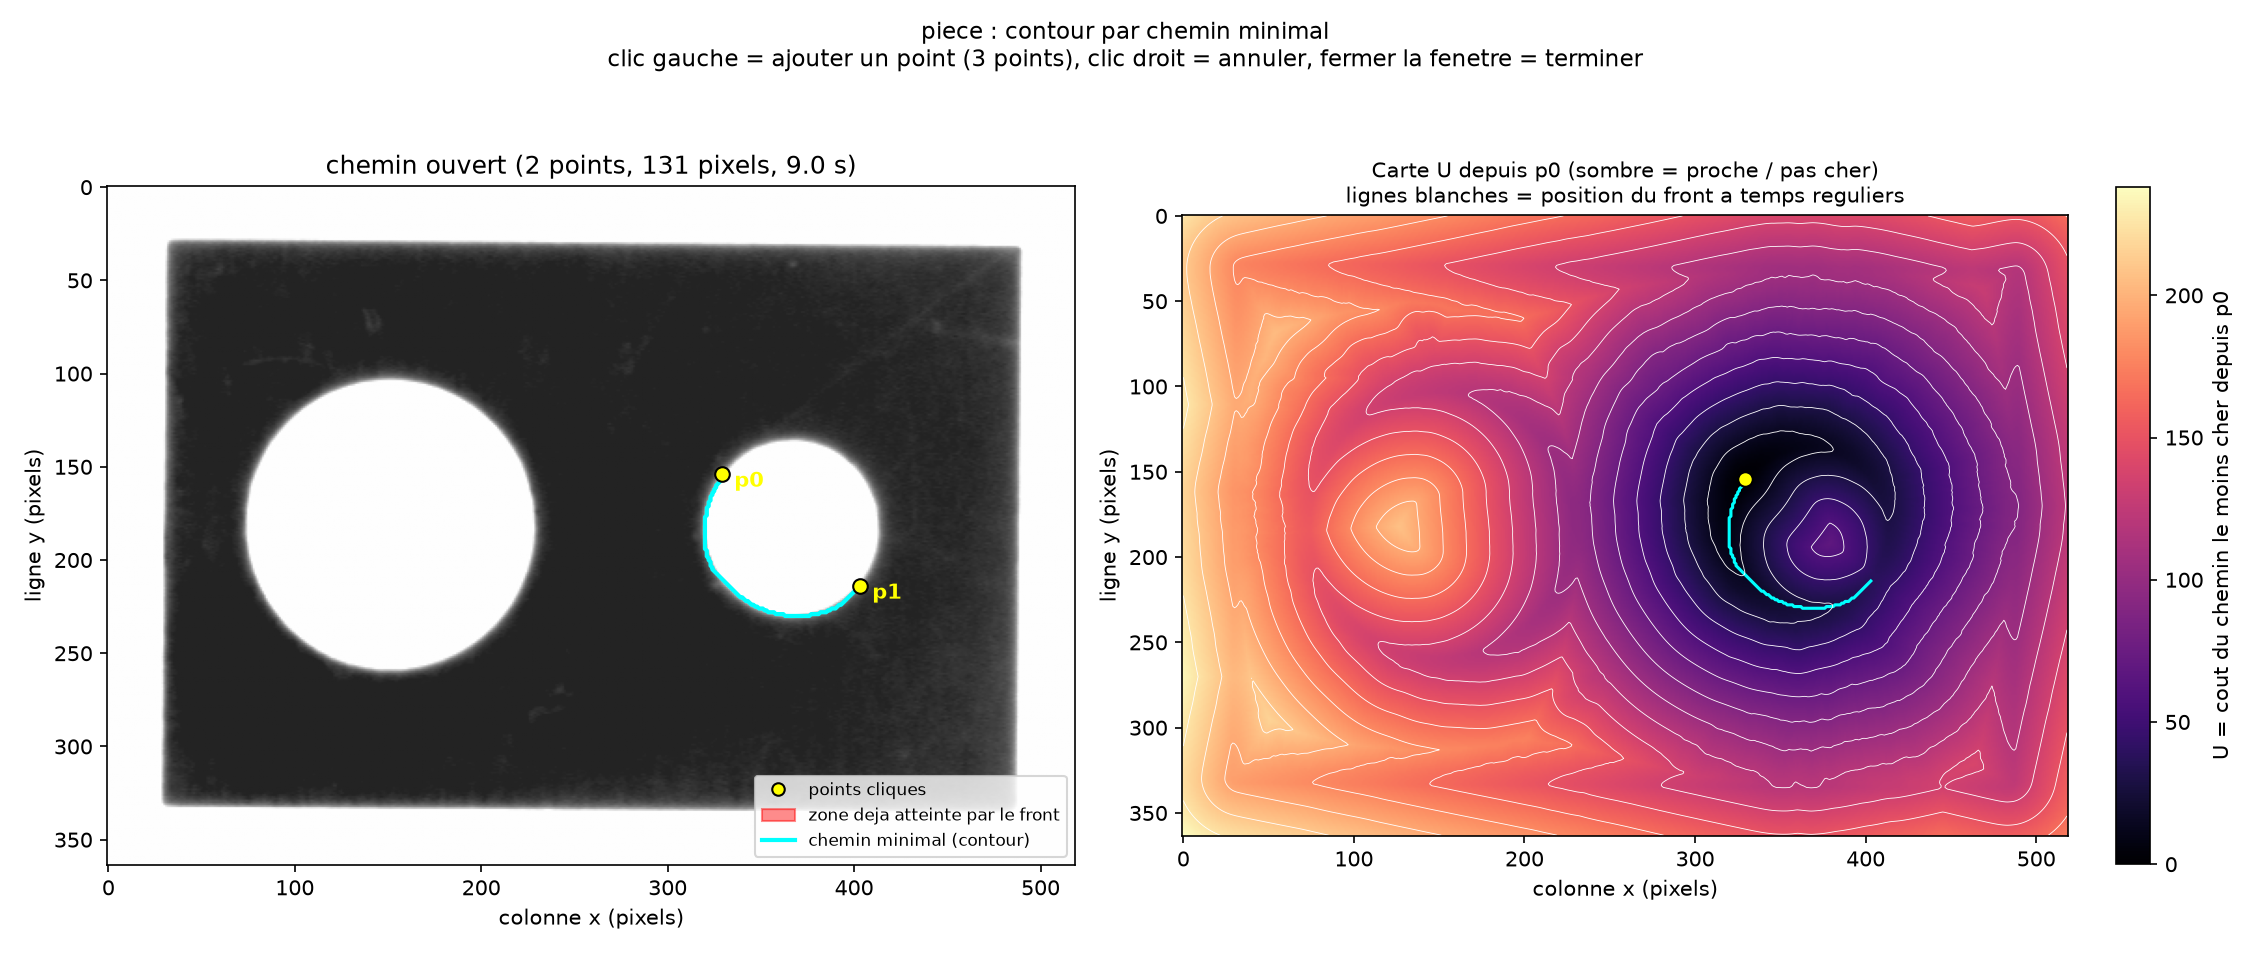 piece : contour par chemin minimal
clic gauche = ajouter un point (3 points), clic droit = annuler, fermer la fenetre = terminer
chemin ouvert (2 points, 131 pixels, 9.0 s)
0
50
100
150
200
250
300
350
ligne y (pixels)
p0
p1
points cliques
zone deja atteinte par le front
chemin minimal (contour)
0 100 200 300 400 500
colonne x (pixels)
Carte U depuis p0 (sombre = proche / pas cher)
lignes blanches = position du front a temps reguliers
0
50
100
150
200
250
300
350
ligne y (pixels)
0 100 200 300 400 500
colonne x (pixels)
200
150
100
50
0
U = cout du chemin le moins cher depuis p0